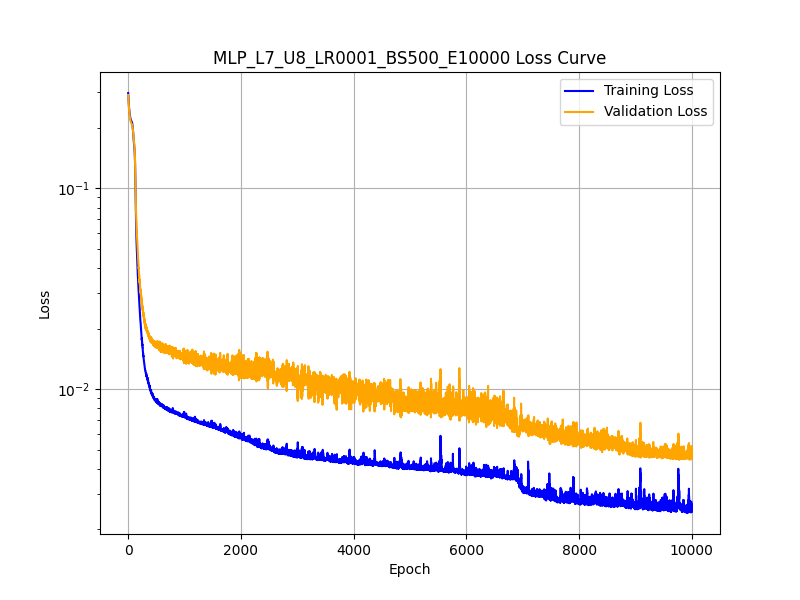 MLP_L7_U8_LR0001_BS500_E10000 Loss Curve
Training Loss
Validation Loss
10⁻¹
10⁻²
Loss
0 2000 4000 6000 8000 10000
Epoch